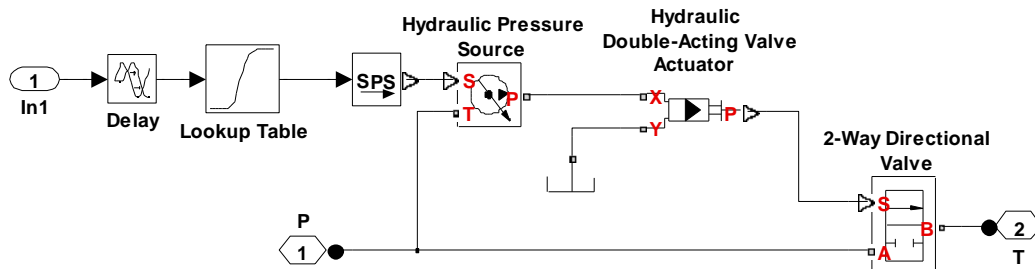 Hydraulic Pressure
Source
Hydraulic
Double-Acting Valve
Actuator
1
In1
Delay
Lookup Table
SPS
S
P
T
X
Y
P
2-Way Directional
Valve
S
B
A
P
1
2
T